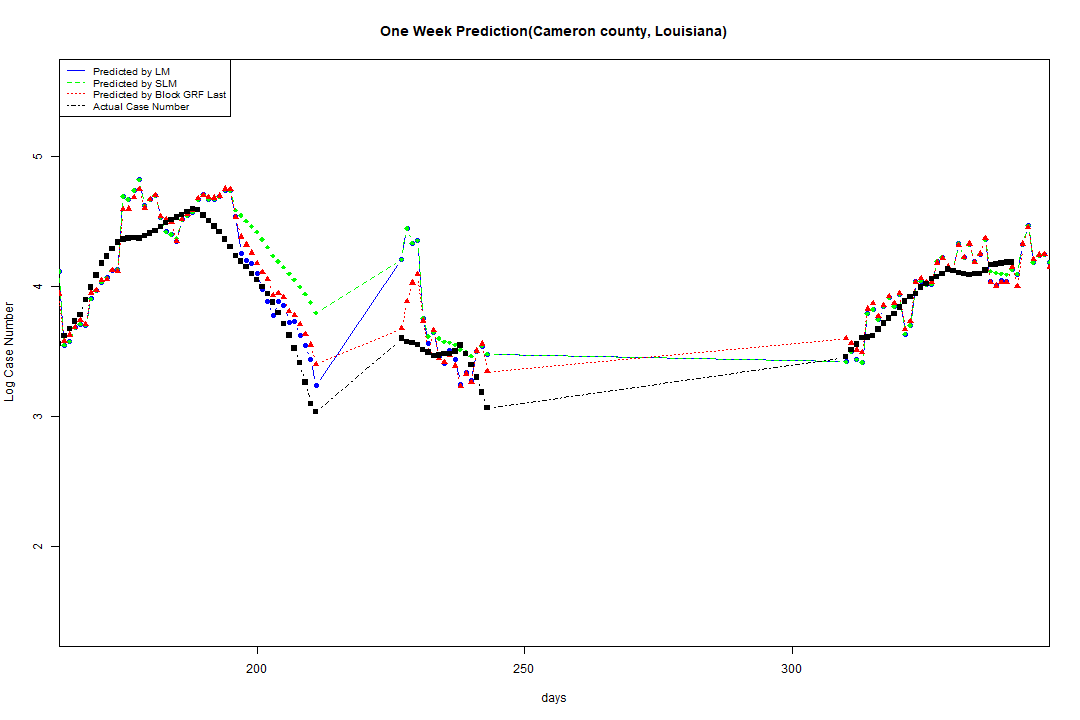 One Week Prediction(Cameron county, Louisiana)
Predicted by LM
Predicted by SLM
Predicted by Block GRF Last
Actual Case Number
Log Case Number
5
4
3
2
200
250
300
days